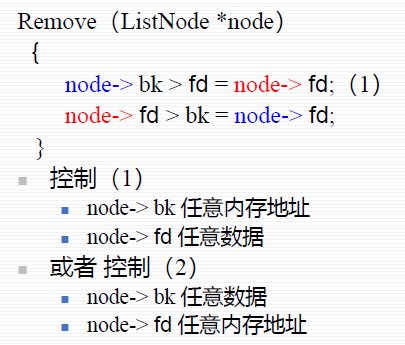 Remove（ListNode *node）
{
node-> bk > fd = node-> fd;（1）
node-> fd > bk = node-> fd;
}
控制（1）
node-> bk 任意内存地址
node-> fd 任意数据
或者 控制（2）
node-> bk 任意数据
node-> fd 任意内存地址